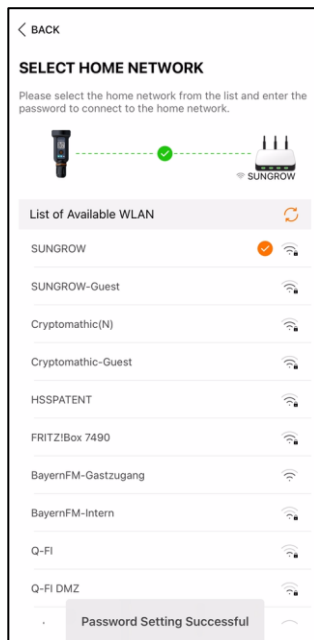 BACK
SELECT HOME NETWORK
Please select the home network from the list and enter the
password to connect to the home network.
SUNGROW
List of Available WLAN
SUNGROW
SUNGROW-Guest
Cryptomathic(N)
Cryptomathic-Guest
HSSPATENT
FRITZ!Box 7490
BayernFM-Gastzugang
BayernFM-Intern
Q-FI
Q-FI DMZ
Password Setting Successful